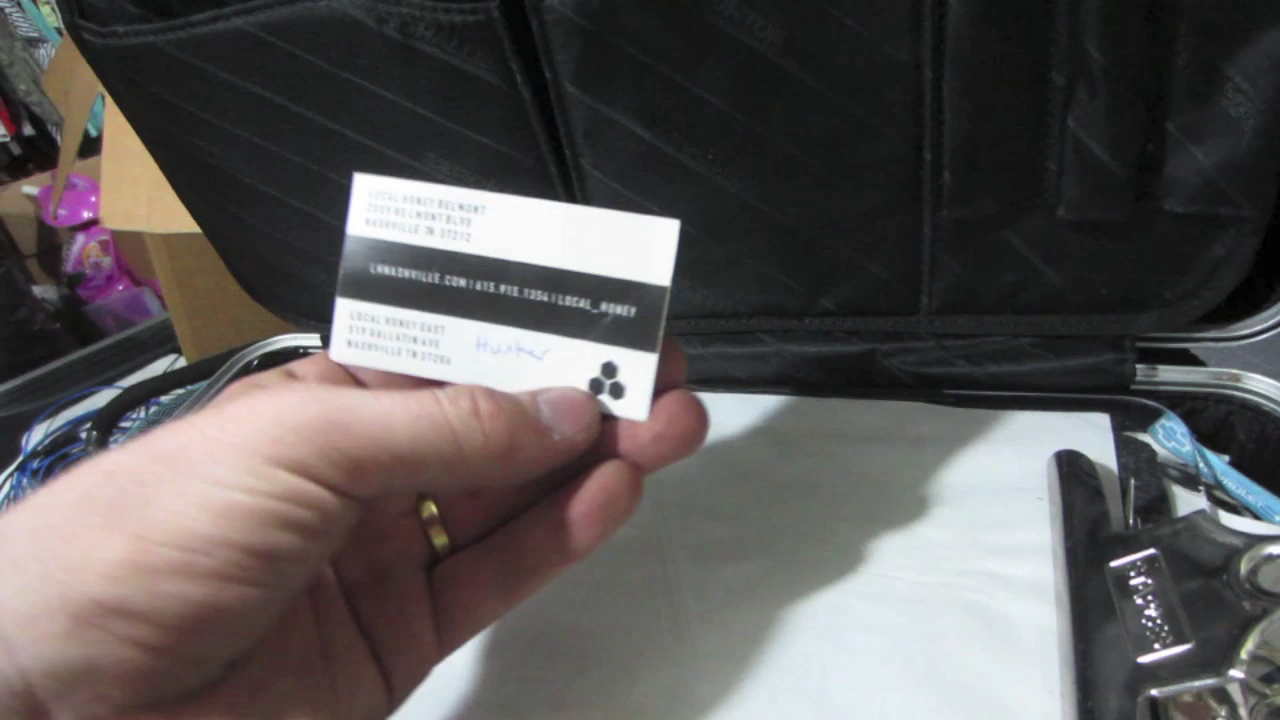 LOCAL HONEY BELMONT
2009 BELMONT BLVD
NASHVILLE TN 37212
LHNASHVILLE.COM | 615.915.1354 | LOCAL_HONEY
LOCAL HONEY EAST
519 GALLATIN AVE
NASHVILLE TN 37206
Hunter